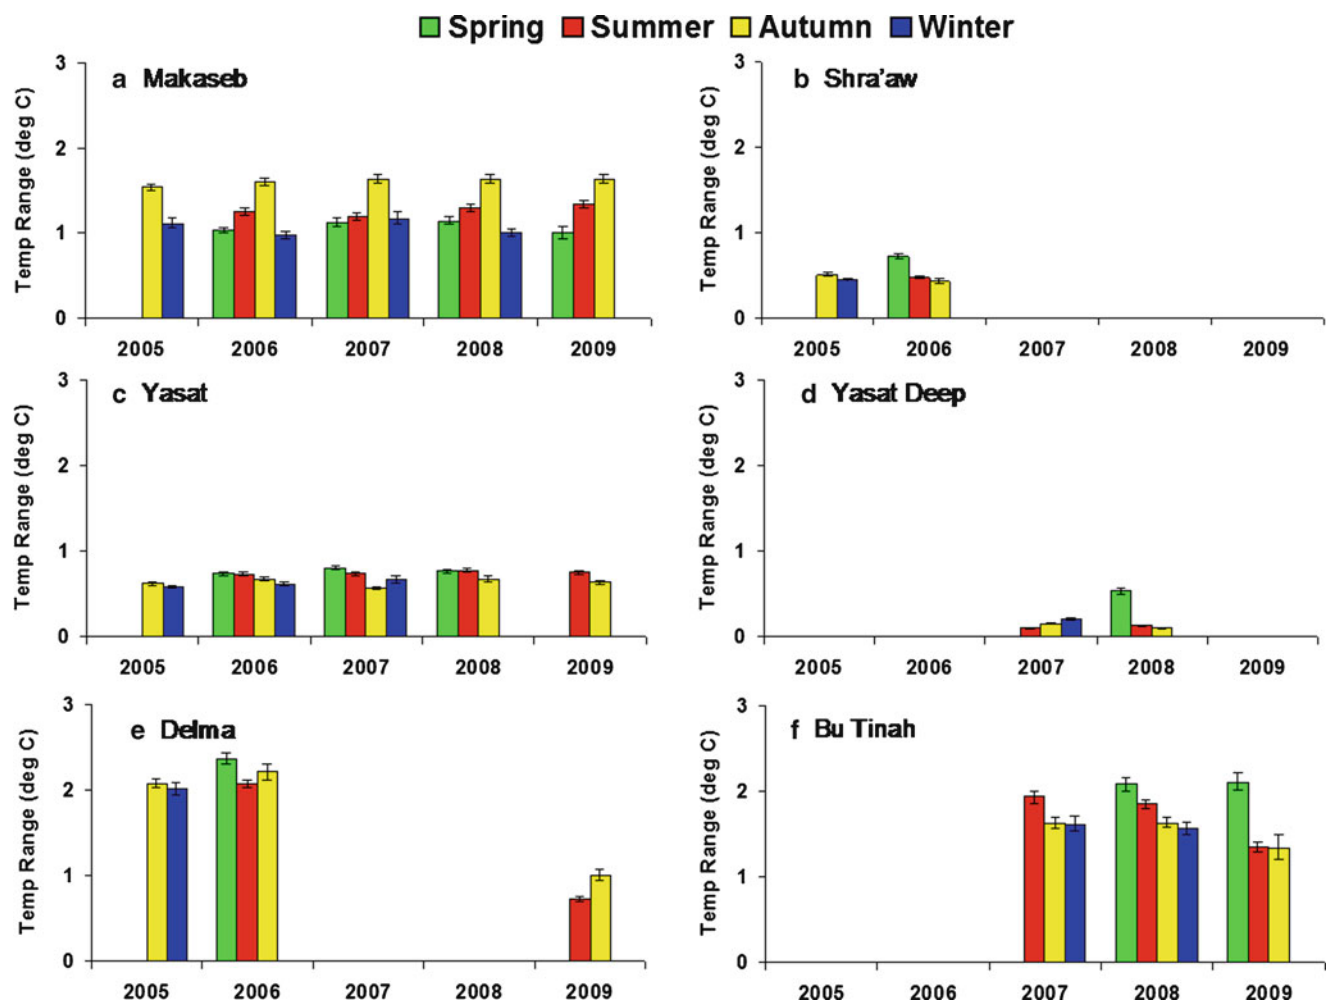 Spring Summer Autumn Winter
a Makaseb
Temp Range (deg C)
3
2
1
0
2005 2006 2007 2008 2009
b Shra'aw
Temp Range (deg C)
3
2
1
0
2005 2006 2007 2008 2009
c Yasat
Temp Range (deg C)
3
2
1
0
2005 2006 2007 2008 2009
d Yasat Deep
Temp Range (deg C)
3
2
1
0
2005 2006 2007 2008 2009
e Delma
Temp Range (deg C)
3
2
1
0
2005 2006 2007 2008 2009
f Bu Tinah
Temp Range (deg C)
3
2
1
0
2005 2006 2007 2008 2009